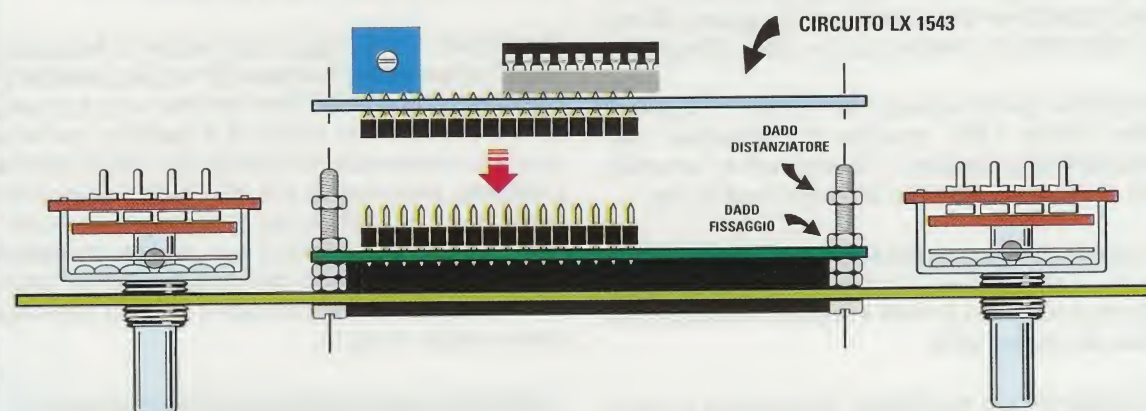 CIRCUITO LX 1543
DADO
DISTANZIATORE
DADO
FISSAGGIO